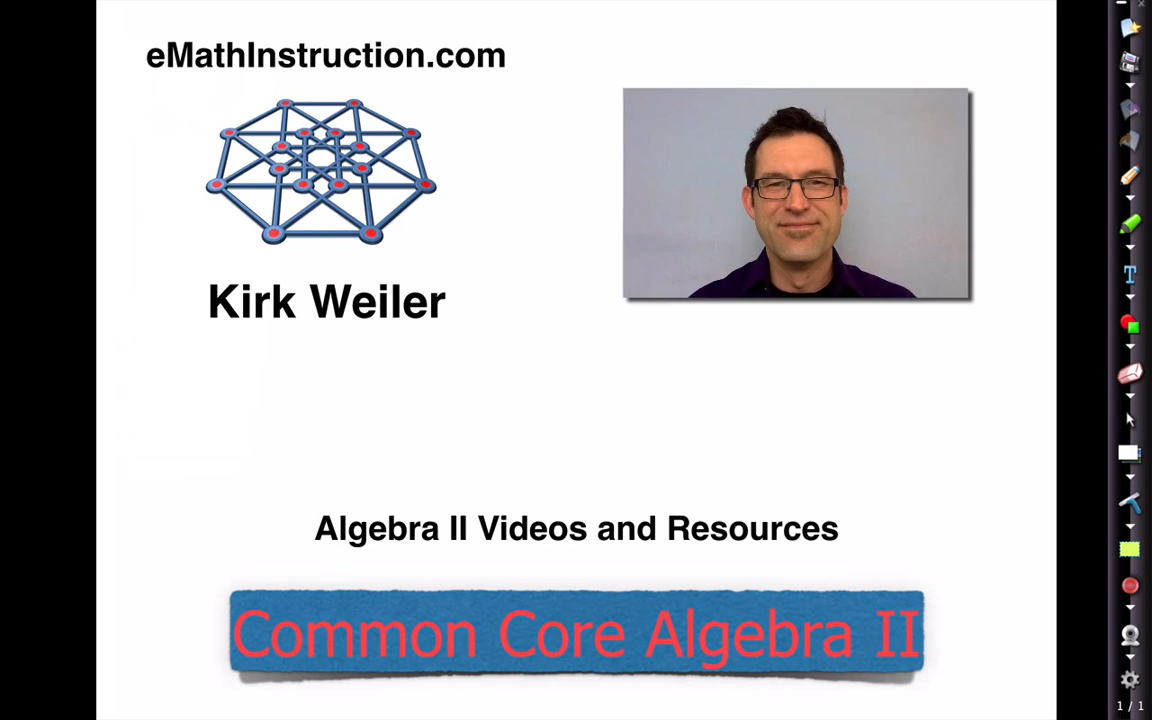 eMathInstruction.com
Kirk Weiler
Algebra II Videos and Resources
Common Core Algebra II
T
1 / 1